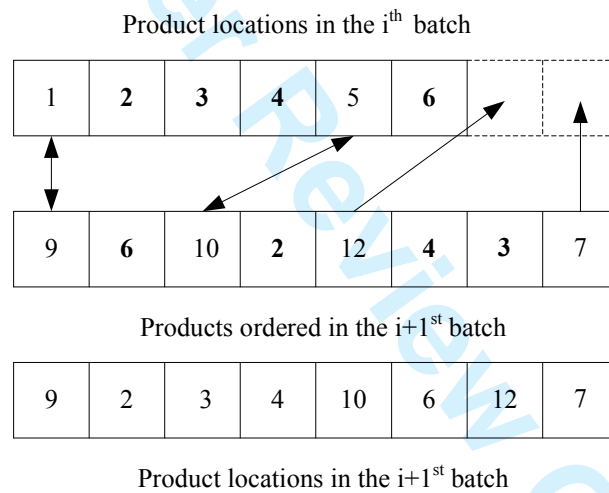 Product locations in the iᵗʰ batch
1 2 3 4 5 6
9 6 10 2 12 4 3 7
Products ordered in the i+1ˢᵗ batch
9 2 3 4 10 6 12 7
Product locations in the i+1ˢᵗ batch
Review